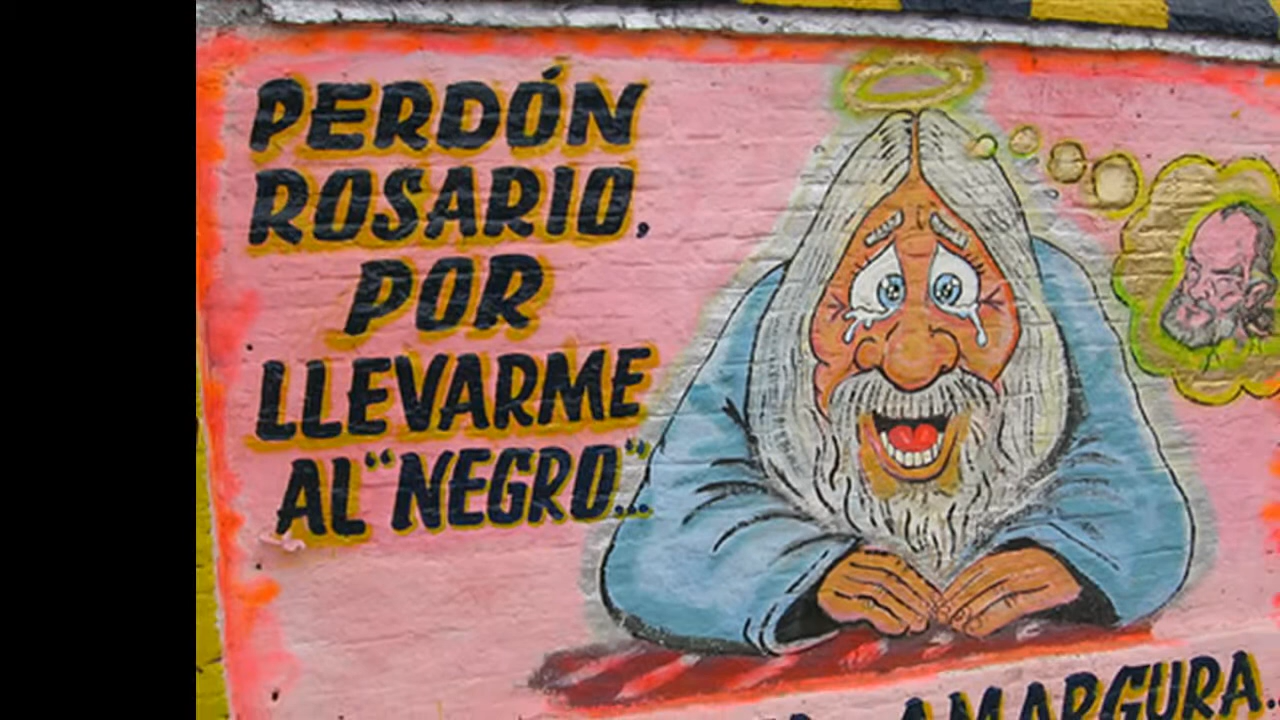 PERDÓN
ROSARIO,
POR
LLEVARME
AL "NEGRO"...
AMARGURA..